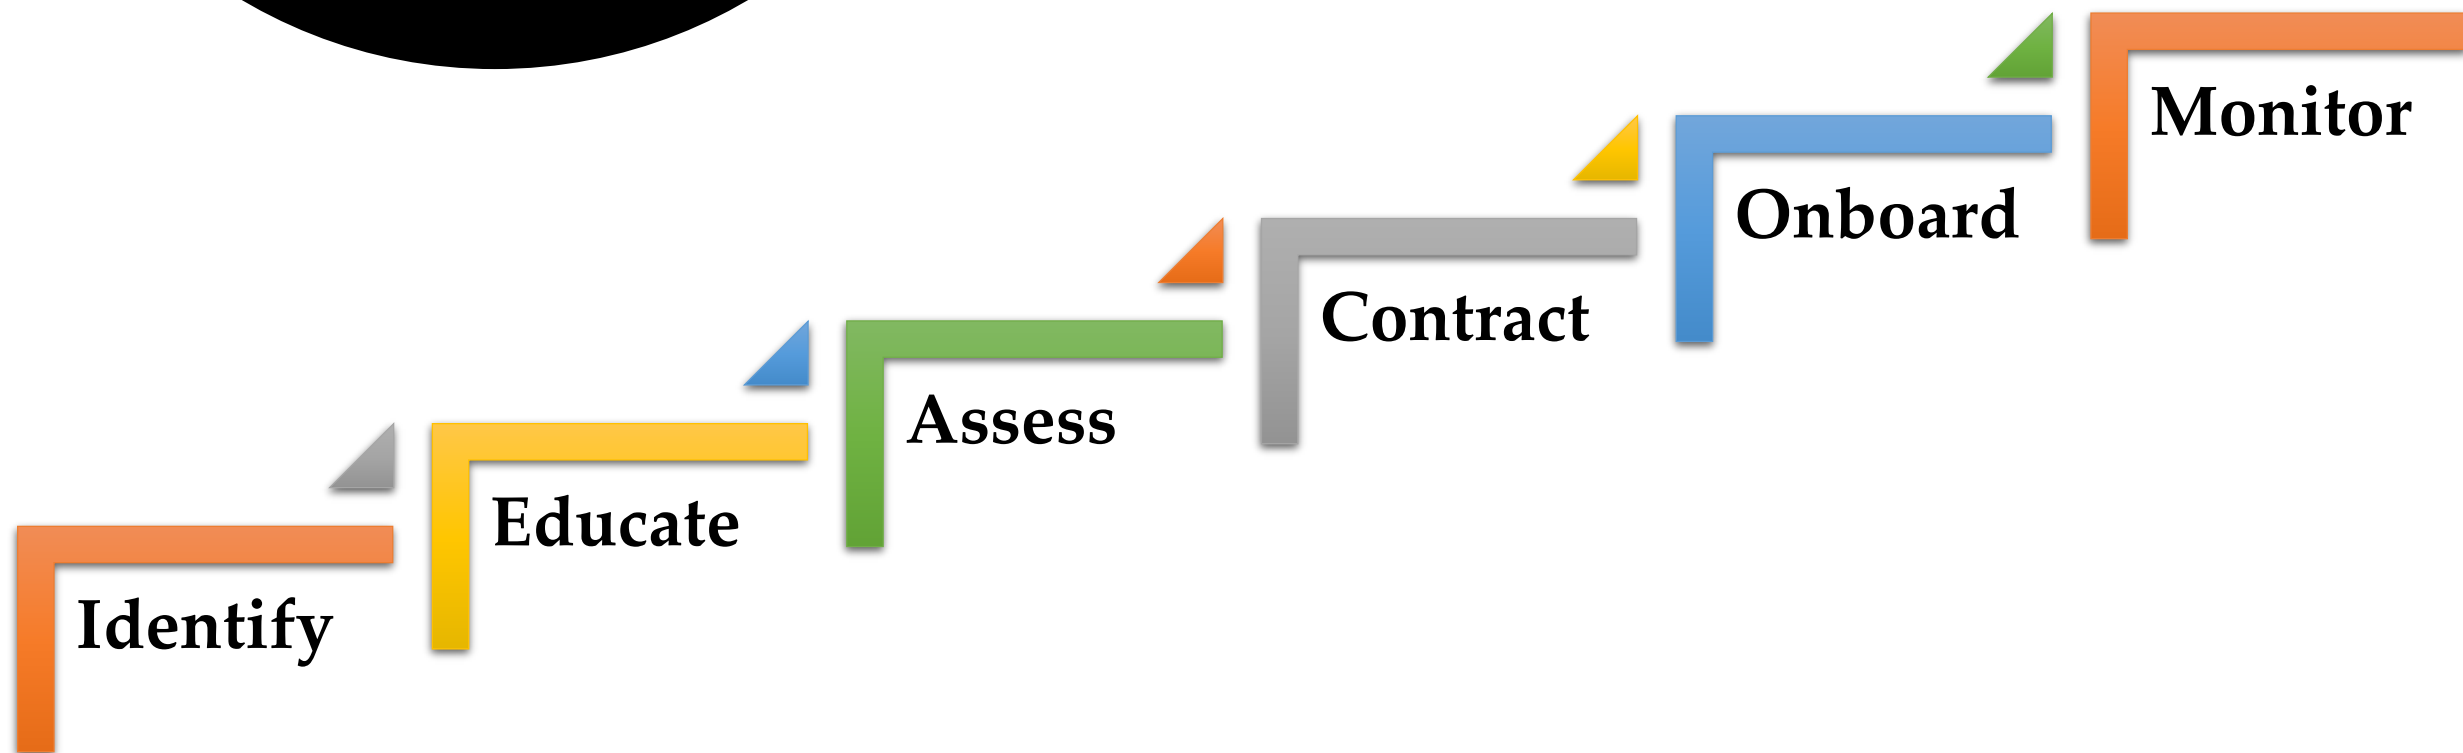 Identify
Educate
Assess
Contract
Onboard
Monitor